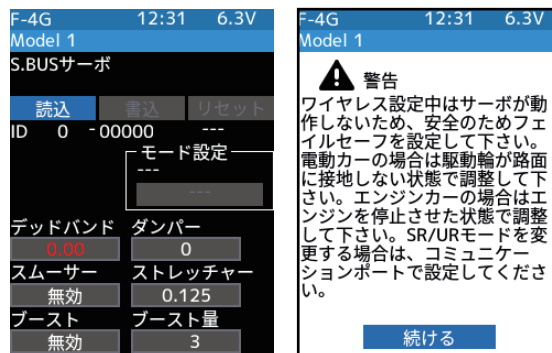 F-4G 12:31 6.3V
Model 1
S.BUSサーボ
読込 書込 リセット
ID 0 -00000 ---
モード設定
---
---
デッドバンド ダンパー
0.00 0
スムーサー ストレッチャー
無効 0.125
ブースト ブースト量
無効 3
F-4G 12:31 6.3V
Model 1
警告
ワイヤレス設定中はサーボが動
作しないため、安全のためフェ
イルセーフを設定して下さい。
電動カーの場合は駆動輪が路面
に接地しない状態で調整して下
さい。エンジンカーの場合はエ
ンジンを停止させた状態で調整
して下さい。SR/URモードを変
更する場合は、コミュニケー
ションポートで設定してくださ
い。
続ける